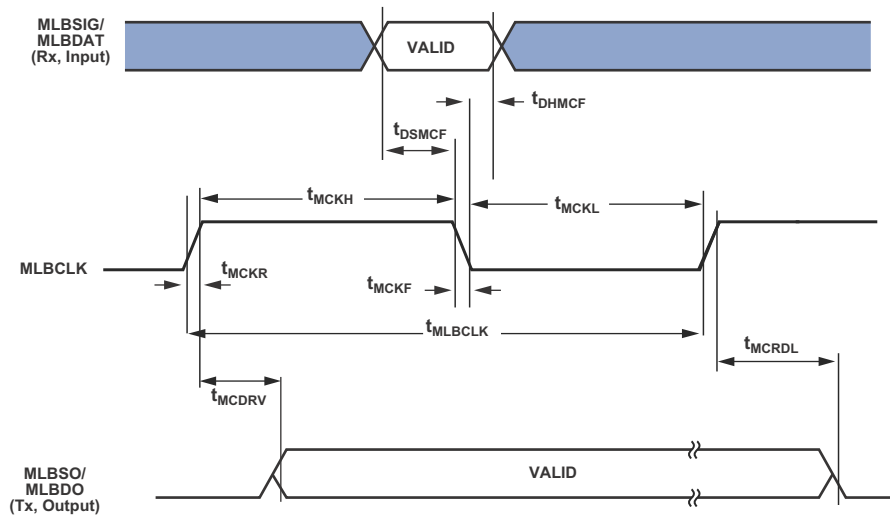 MLBSIG/
MLBDAT
(Rx, Input)
VALID
tDHMCF
tDSMCF
tMCKH
tMCKL
MLBCLK
tMCKR
tMCKF
tMLBCLK
tMCRDL
tMCDRV
MLBSO/
MLBDO
(Tx, Output)
VALID